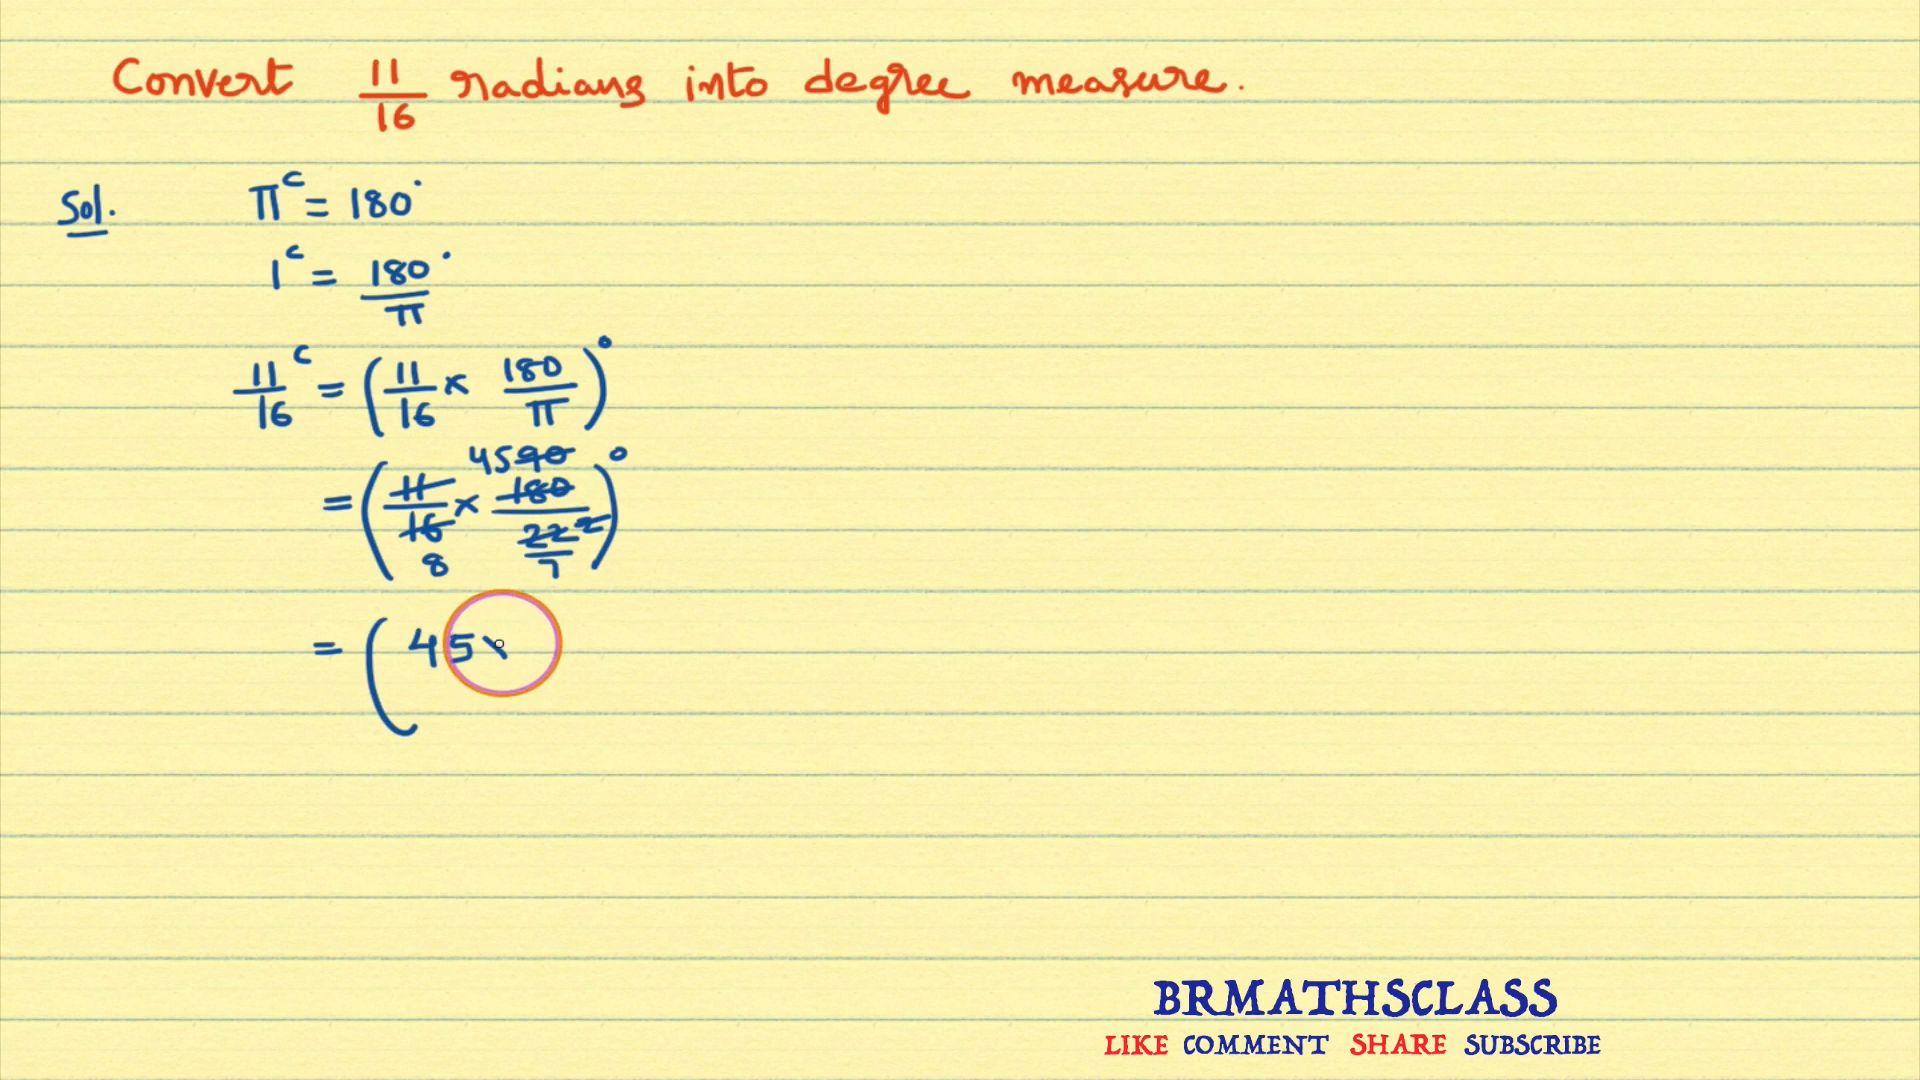 Convert 11/16 radians into degree measure.
Sol. π^c = 180°
1^c = 180°/π
11/16^c = (11/16 × 180/π)°
= (11/16 8 × 45 90 180/22 2/7)°
= ( 45 \
BRMATHSCLASS
LIKE COMMENT SHARE SUBSCRIBE